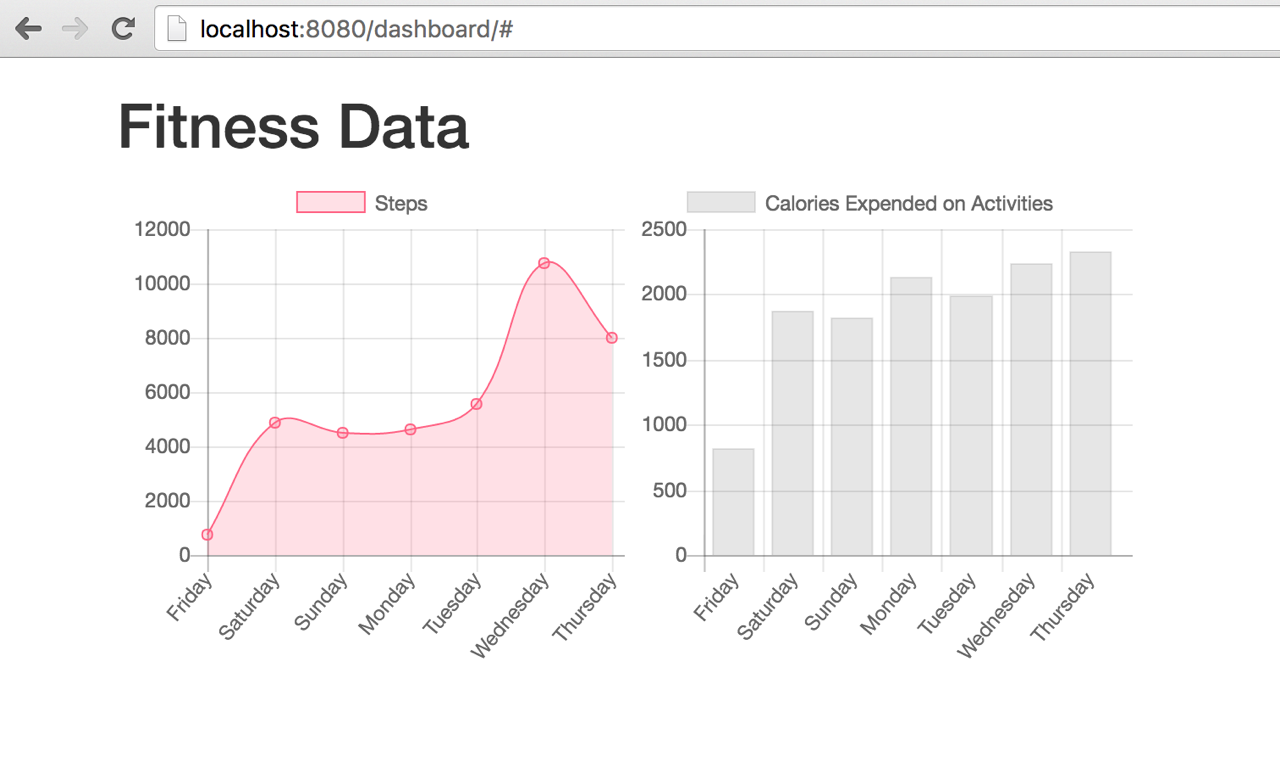 localhost:8080/dashboard/#
Fitness Data
Steps
12000
10000
8000
6000
4000
2000
0
Friday
Saturday
Sunday
Monday
Tuesday
Wednesday
Thursday
Calories Expended on Activities
2500
2000
1500
1000
500
0
Friday
Saturday
Sunday
Monday
Tuesday
Wednesday
Thursday